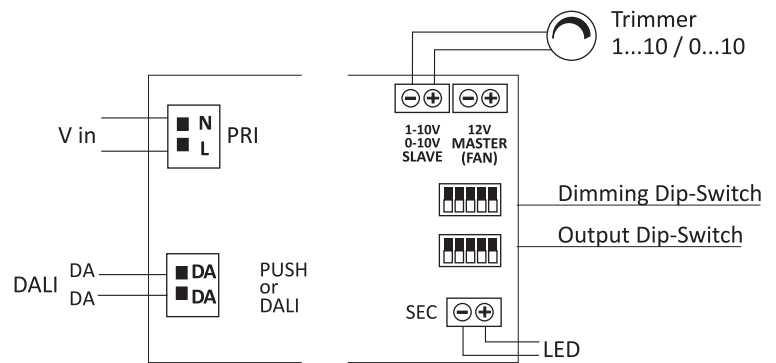 Trimmer
1...10 / 0...10
1-10V
0-10V
SLAVE
12V
MASTER
(FAN)
V in
N
L
PRI
Dimming Dip-Switch
Output Dip-Switch
DALI
DA
DA
DA
DA
PUSH
or
DALI
SEC
LED